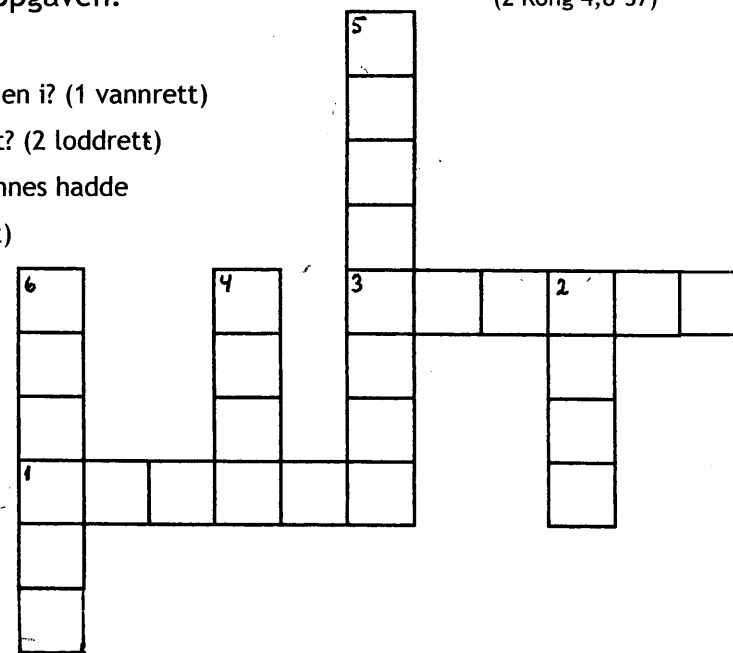 opgaven.
(2 Kong 4,8-37)
en i? (1 vannrett)
t? (2 loddrett)
nnes hadde
)
5
6
4
3
2
1